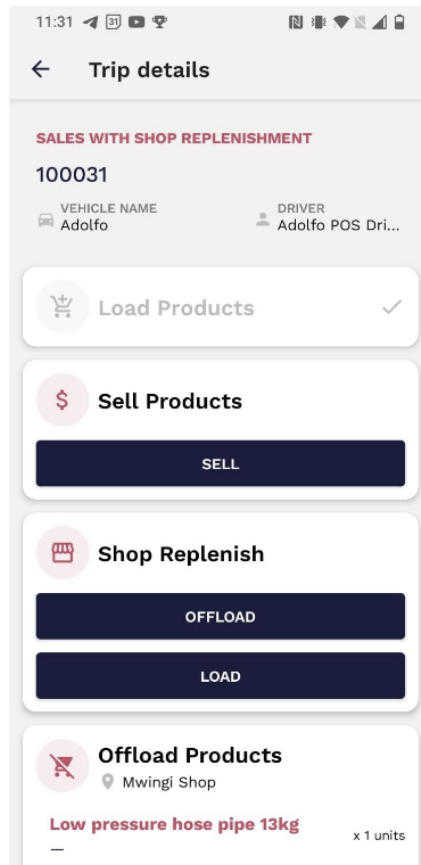 11:31 31
Trip details
SALES WITH SHOP REPLENISHMENT
100031
VEHICLE NAME DRIVER
Adolfo Adolfo POS Dri...
Load Products
$ Sell Products
SELL
Shop Replenish
OFFLOAD
LOAD
Offload Products
Mwingi Shop
Low pressure hose pipe 13kg x 1 units
—